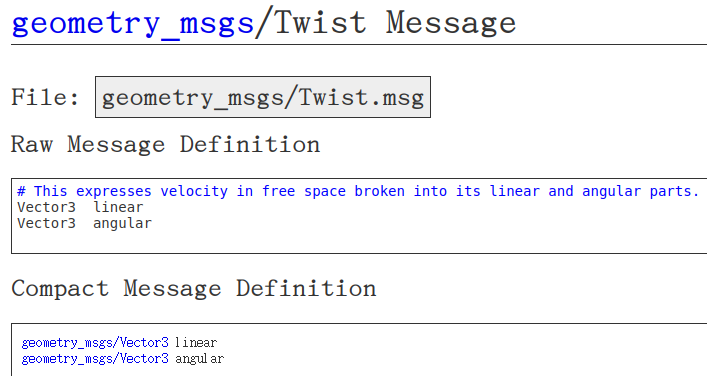 geometry_msgs/Twist Message
File: geometry_msgs/Twist.msg
Raw Message Definition
# This expresses velocity in free space broken into its linear and angular parts.
Vector3  linear
Vector3  angular
Compact Message Definition
geometry_msgs/Vector3 linear
geometry_msgs/Vector3 angular